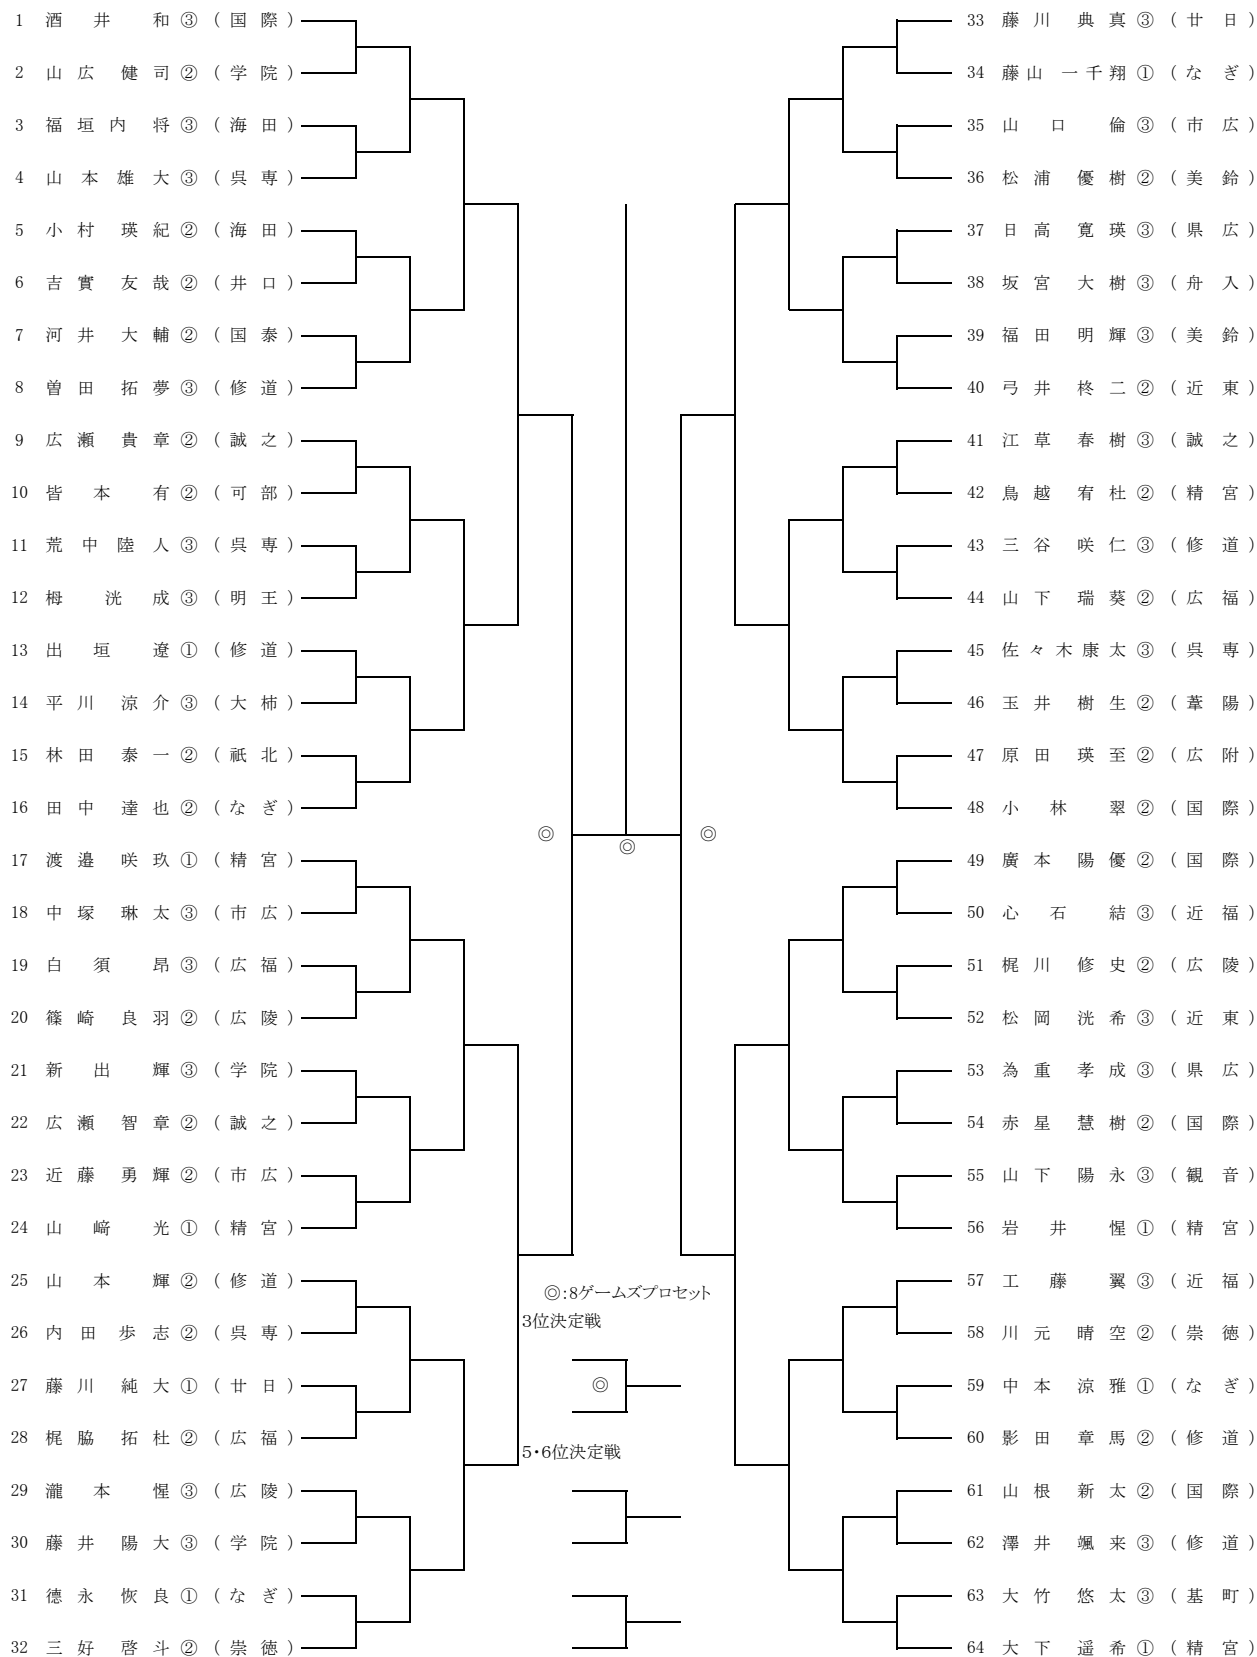 1 酒井 和③(国際)
2 山広健司②(学院)
3 福垣内 将③(海田)
4 山本雄大③(呉専)
5 小村瑛紀②(海田)
6 吉實友哉②(井口)
7 河井大輔②(国泰)
8 曽田拓夢③(修道)
9 広瀬貴章②(誠之)
10 皆本 有②(可部)
11 荒中陸人③(呉専)
12 栂 洸成③(明王)
13 出垣 遼①(修道)
14 平川涼介③(大柿)
15 林田泰一②(祇北)
16 田中達也②(なぎ)
17 渡邉咲玖①(精宮)
18 中塚琳太③(市広)
19 白須 昂③(広福)
20 篠崎良羽②(広陵)
21 新出 輝③(学院)
22 広瀬智章②(誠之)
23 近藤勇輝②(市広)
24 山﨑 光①(精宮)
25 山本 輝②(修道)
26 内田歩志②(呉専)
27 藤川純大①(廿日)
28 梶脇拓杜②(広福)
29 瀧本 惺③(広陵)
30 藤井陽大③(学院)
31 德永恢良①(なぎ)
32 三好啓斗②(崇徳)
◎
◎
◎
◎:8ゲームズプロセット
3位決定戦
◎
5・6位決定戦
33 藤川典真③(廿日)
34 藤山一千翔①(なぎ)
35 山口 倫③(市広)
36 松浦優樹②(美鈴)
37 日高寛瑛③(県広)
38 坂宮大樹③(舟入)
39 福田明輝③(美鈴)
40 弓井柊二②(近東)
41 江草春樹③(誠之)
42 鳥越宥杜②(精宮)
43 三谷咲仁③(修道)
44 山下瑞葵②(広福)
45 佐々木康太③(呉専)
46 玉井樹生②(葦陽)
47 原田瑛至②(広附)
48 小林 翠②(国際)
49 廣本陽優②(国際)
50 心石 結③(近福)
51 梶川修史②(広陵)
52 松岡洸希③(近東)
53 為重孝成③(県広)
54 赤星慧樹②(国際)
55 山下陽永③(観音)
56 岩井 惺①(精宮)
57 工藤 翼③(近福)
58 川元晴空②(崇徳)
59 中本涼雅①(なぎ)
60 影田章馬②(修道)
61 山根新太②(国際)
62 澤井颯来③(修道)
63 大竹悠太③(基町)
64 大下遥希①(精宮)